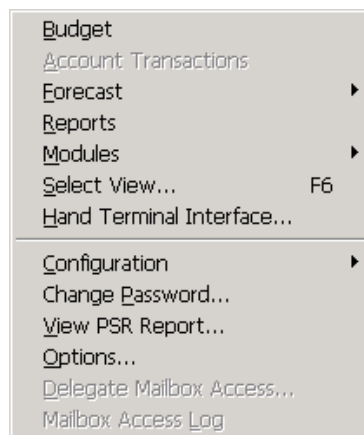 Budget
Account Transactions
Forecast
Reports
Modules
Select View... F6
Hand Terminal Interface...
Configuration
Change Password...
View PSR Report...
Options...
Delegate Mailbox Access...
Mailbox Access Log